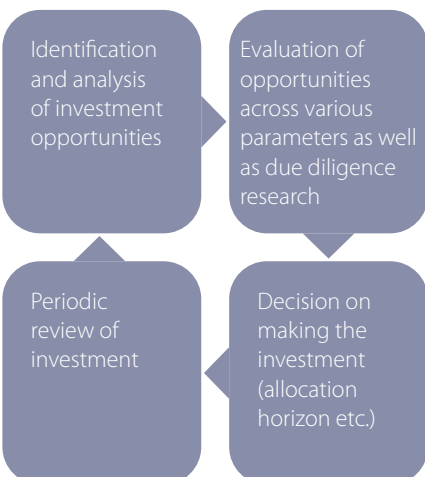 Identification
and analysis
of investment
opportunities
Evaluation of
opportunities
across various
parameters as well
as due diligence
research
Decision on
making the
investment
(allocation
horizon etc.)
Periodic
review of
investment